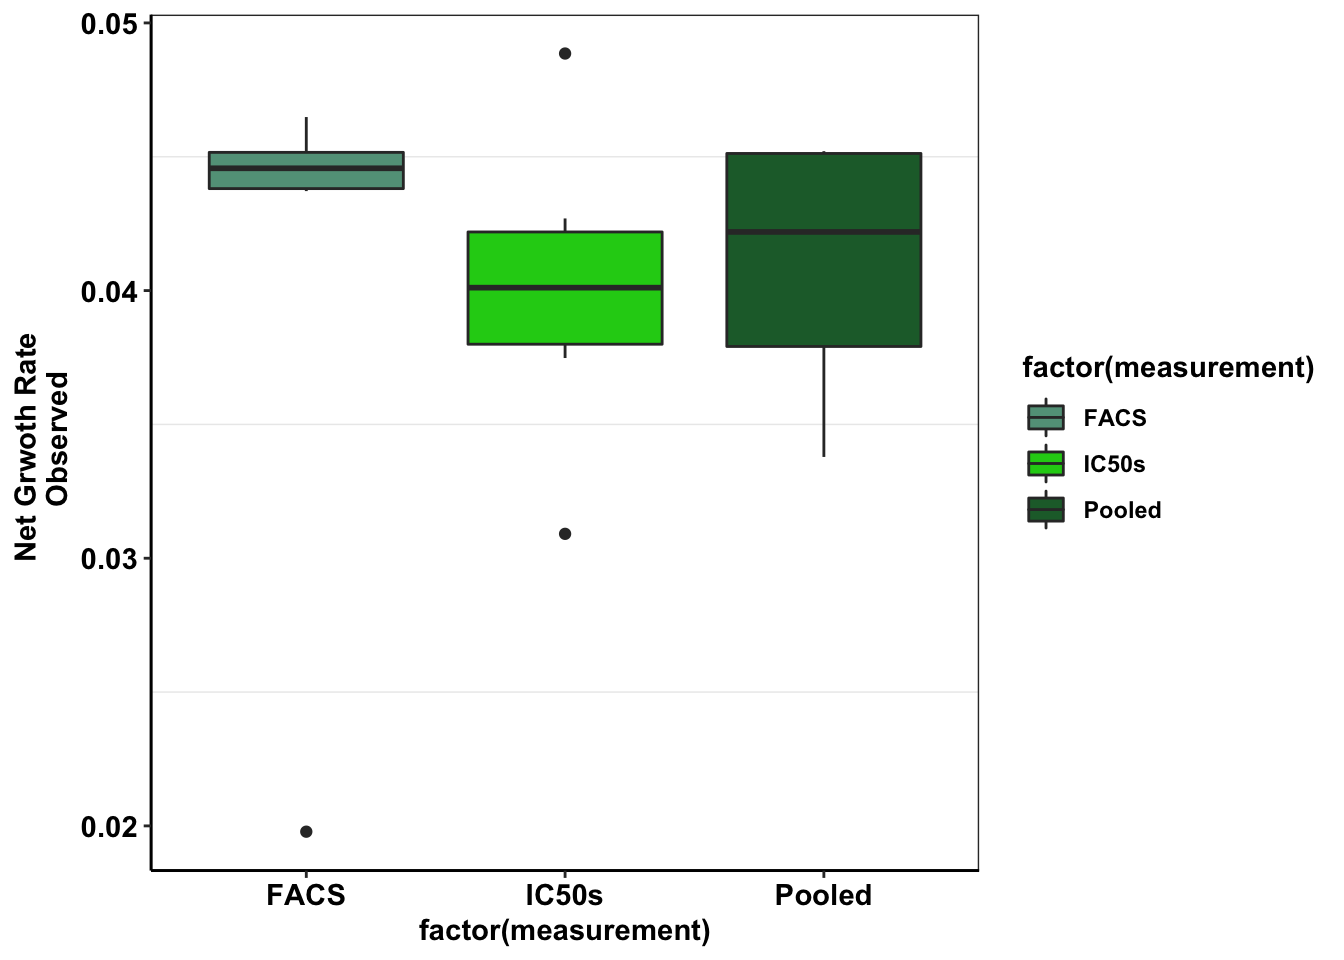 0.05
0.04
0.03
0.02
Net Grwoth Rate
Observed
FACS
IC50s
Pooled
factor(measurement)
factor(measurement)
FACS
IC50s
Pooled